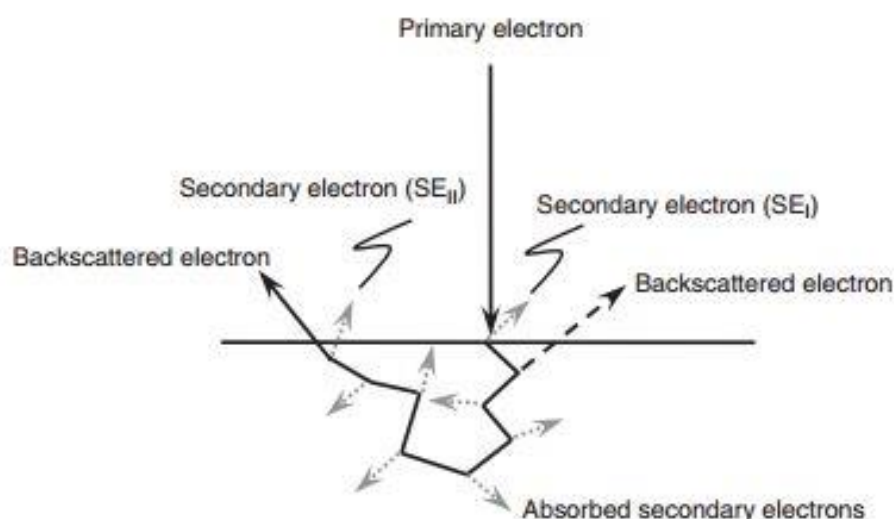 Primary electron
Secondary electron (SE_II)
Secondary electron (SE_I)
Backscattered electron
Backscattered electron
Absorbed secondary electrons